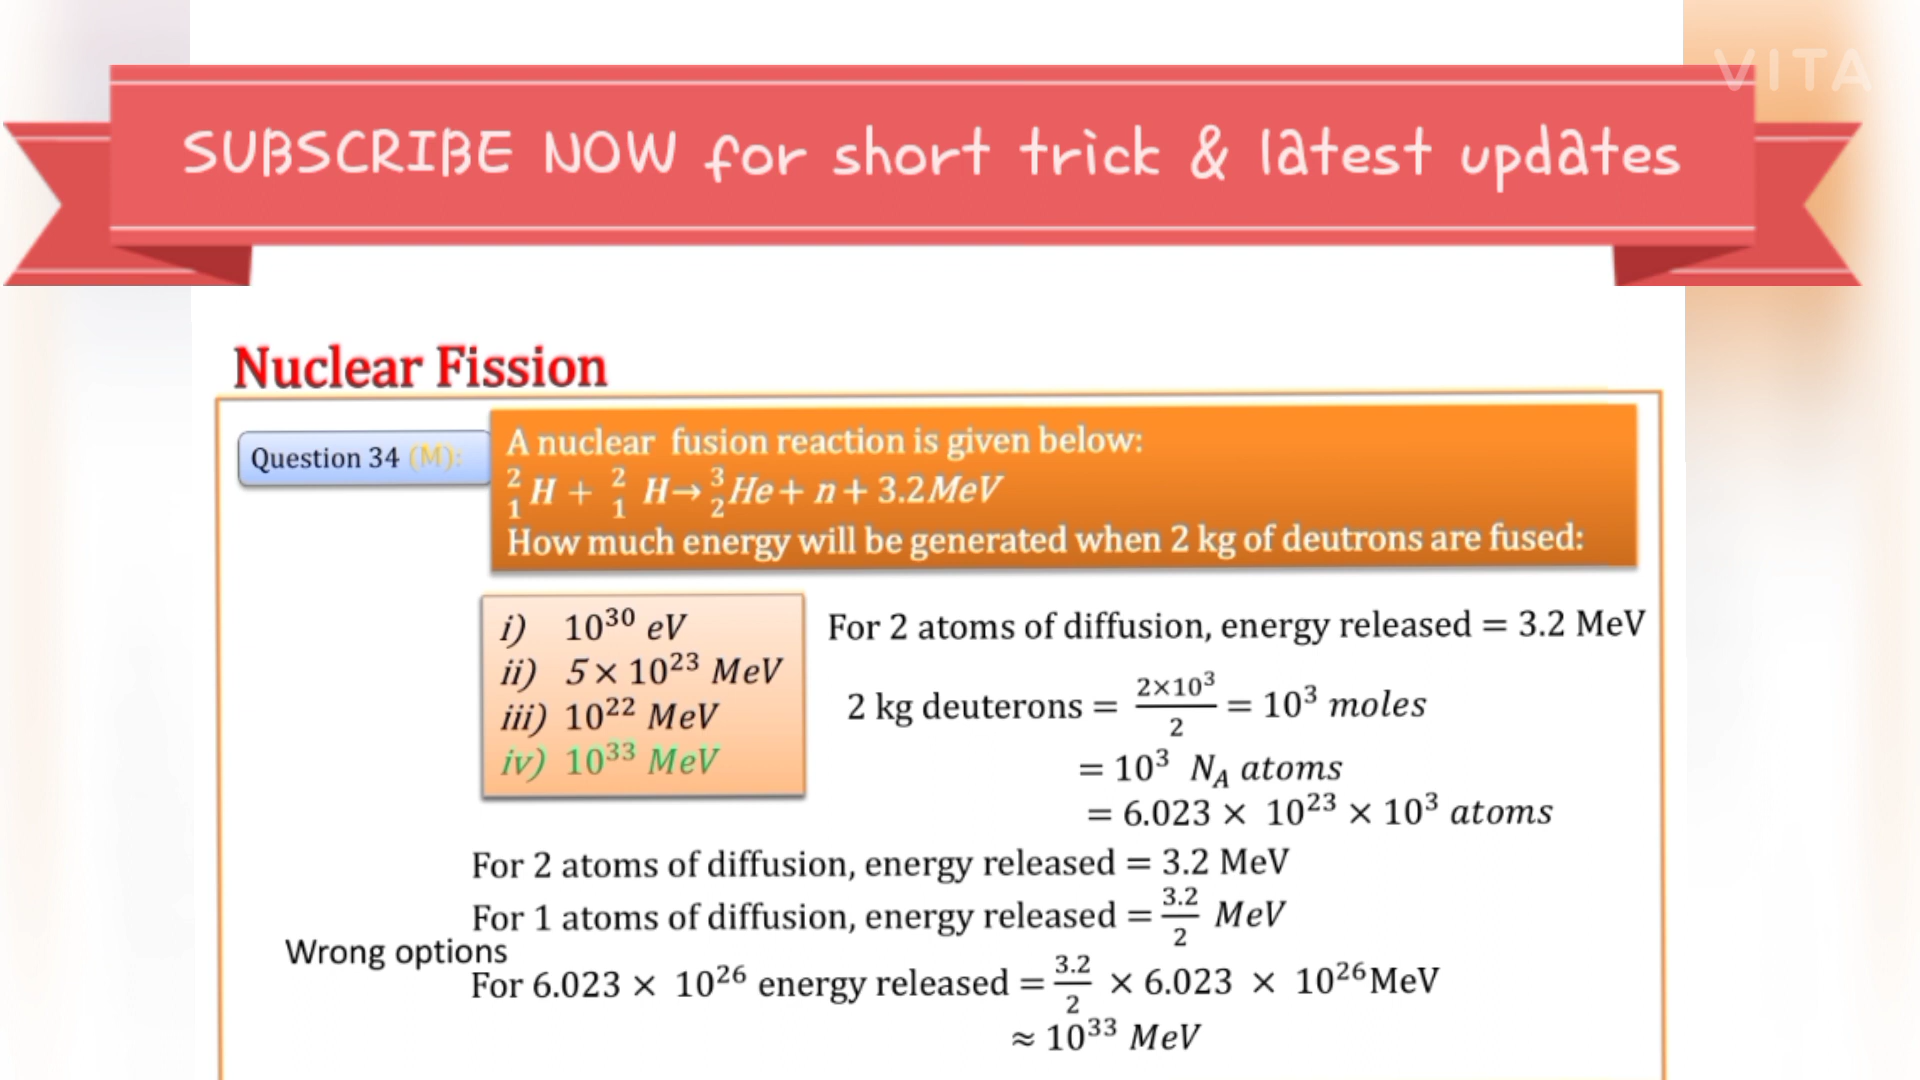 VITA
SUBSCRIBE NOW for short trick & latest updates
Nuclear Fission
Question 34 (M):
A nuclear fusion reaction is given below:
²₁H + ²₁ H→ ³₂He + n + 3.2MeV
How much energy will be generated when 2 kg of deutrons are fused:
i) 10³⁰ eV
ii) 5 × 10²³ MeV
iii) 10²² MeV
iv) 10³³ MeV
For 2 atoms of diffusion, energy released = 3.2 MeV
2 kg deuterons = 2×10³/2 = 10³ moles
= 10³ N_A atoms
= 6.023 × 10²³ × 10³ atoms
For 2 atoms of diffusion, energy released = 3.2 MeV
For 1 atoms of diffusion, energy released = 3.2/2 MeV
Wrong options
For 6.023 × 10²⁶ energy released = 3.2/2 × 6.023 × 10²⁶MeV
≈ 10³³ MeV